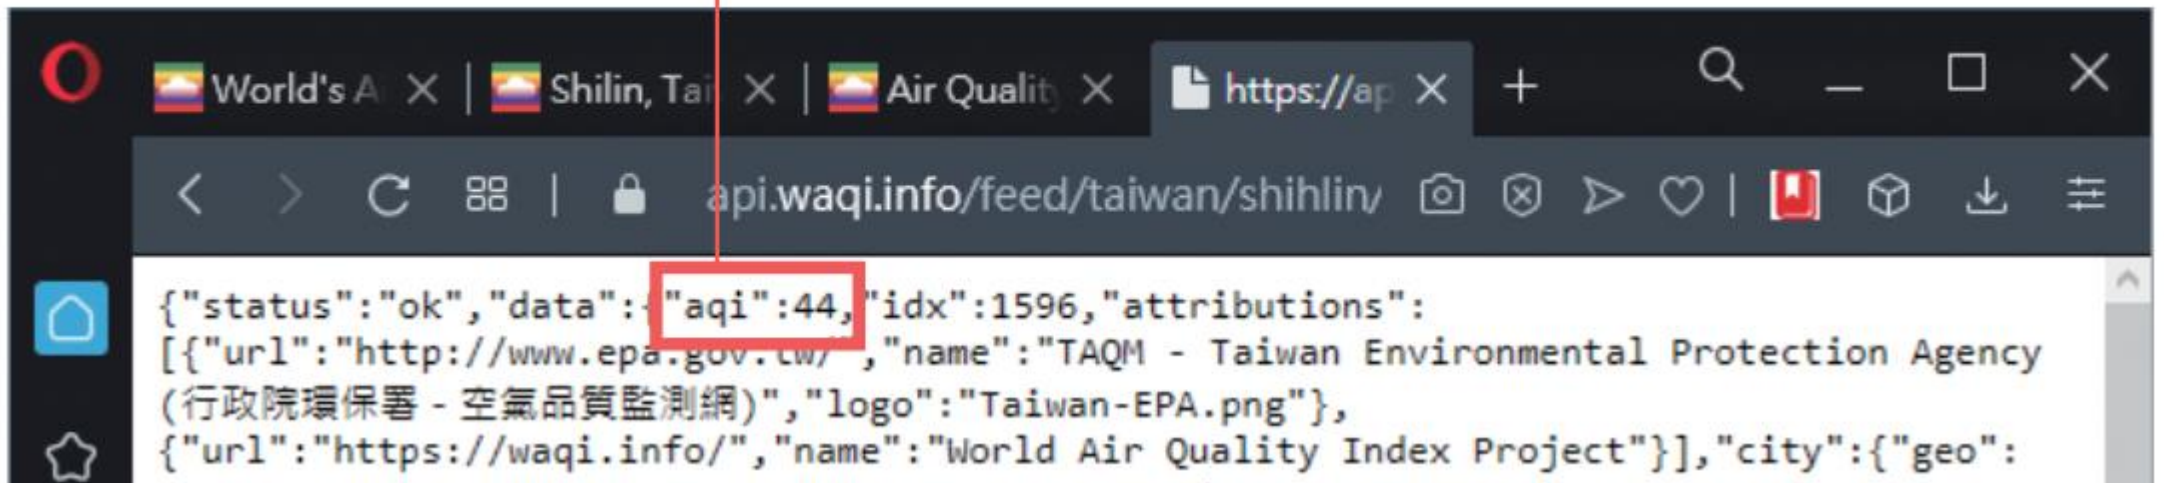 World's A
Shilin, Tai
Air Quality
https://ap
api.waqi.info/feed/taiwan/shihlin/
{"status":"ok","data":{"aqi":44,"idx":1596,"attributions":
[{"url":"http://www.epa.gov.tw/","name":"TAQM - Taiwan Environmental Protection Agency
(行政院環保署 - 空氣品質監測網)","logo":"Taiwan-EPA.png"},
{"url":"https://waqi.info/","name":"World Air Quality Index Project"}],"city":{"geo":